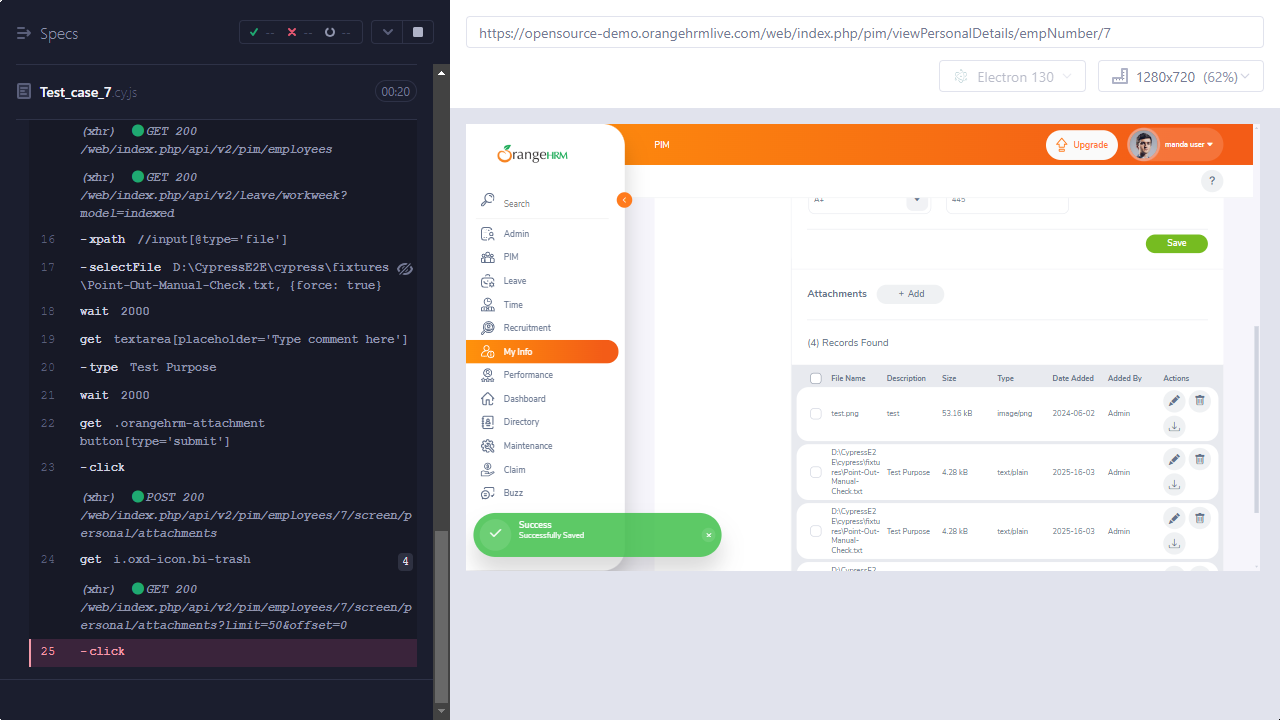 Specs
--
--
--
Test_case_7.cy.js
00:20
(xhr) GET 200
/web/index.php/api/v2/pim/employees
(xhr) GET 200
/web/index.php/api/v2/leave/workweek?
model=indexed
16 -xpath //input[@type='file']
17 -selectFile D:\CypressE2E\cypress\fixtures
\Point-Out-Manual-Check.txt, {force: true}
18 wait 2000
19 get textarea[placeholder='Type comment here']
20 -type Test Purpose
21 wait 2000
22 get .orangehrm-attachment
button[type='submit']
23 -click
(xhr) POST 200
/web/index.php/api/v2/pim/employees/7/screen/p
ersonal/attachments
24 get i.oxd-icon.bi-trash 4
(xhr) GET 200
/web/index.php/api/v2/pim/employees/7/screen/p
ersonal/attachments?limit=50&offset=0
25 -click
https://opensource-demo.orangehrmlive.com/web/index.php/pim/viewPersonalDetails/empNumber/7
Electron 130
1280x720 (62%)
OrangeHRM
PIM
Upgrade
manda user
?
Search
Admin
PIM
Leave
Time
Recruitment
My Info
Performance
Dashboard
Directory
Maintenance
Claim
Buzz
A+
445
Save
Attachments
+ Add
(4) Records Found
File Name Description Size Type Date Added Added By Actions
test.png test 53.16 kB image/png 2024-06-02 Admin
D:\CypressE2
E\cypress\fixtu
res\Point-Out-
Manual-
Check.txt
Test Purpose 4.28 kB text/plain 2025-16-03 Admin
D:\CypressE2
E\cypress\fixtu
res\Point-Out-
Manual-
Check.txt
Test Purpose 4.28 kB text/plain 2025-16-03 Admin
D:\CypressE2
Success
Successfully Saved